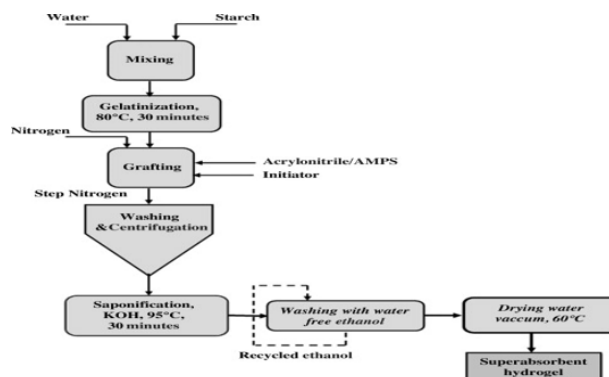 Water
Starch
Mixing
Gelatinization,
80°C, 30 minutes
Nitrogen
Grafting
Acrylonitrile/AMPS
Initiator
Step Nitrogen
Washing
&Centrifugation
Saponification,
KOH, 95°C,
30 minutes
Washing with water
free ethanol
Recycled ethanol
Drying water
vaccum, 60°C
Superabsorbent
hydrogel